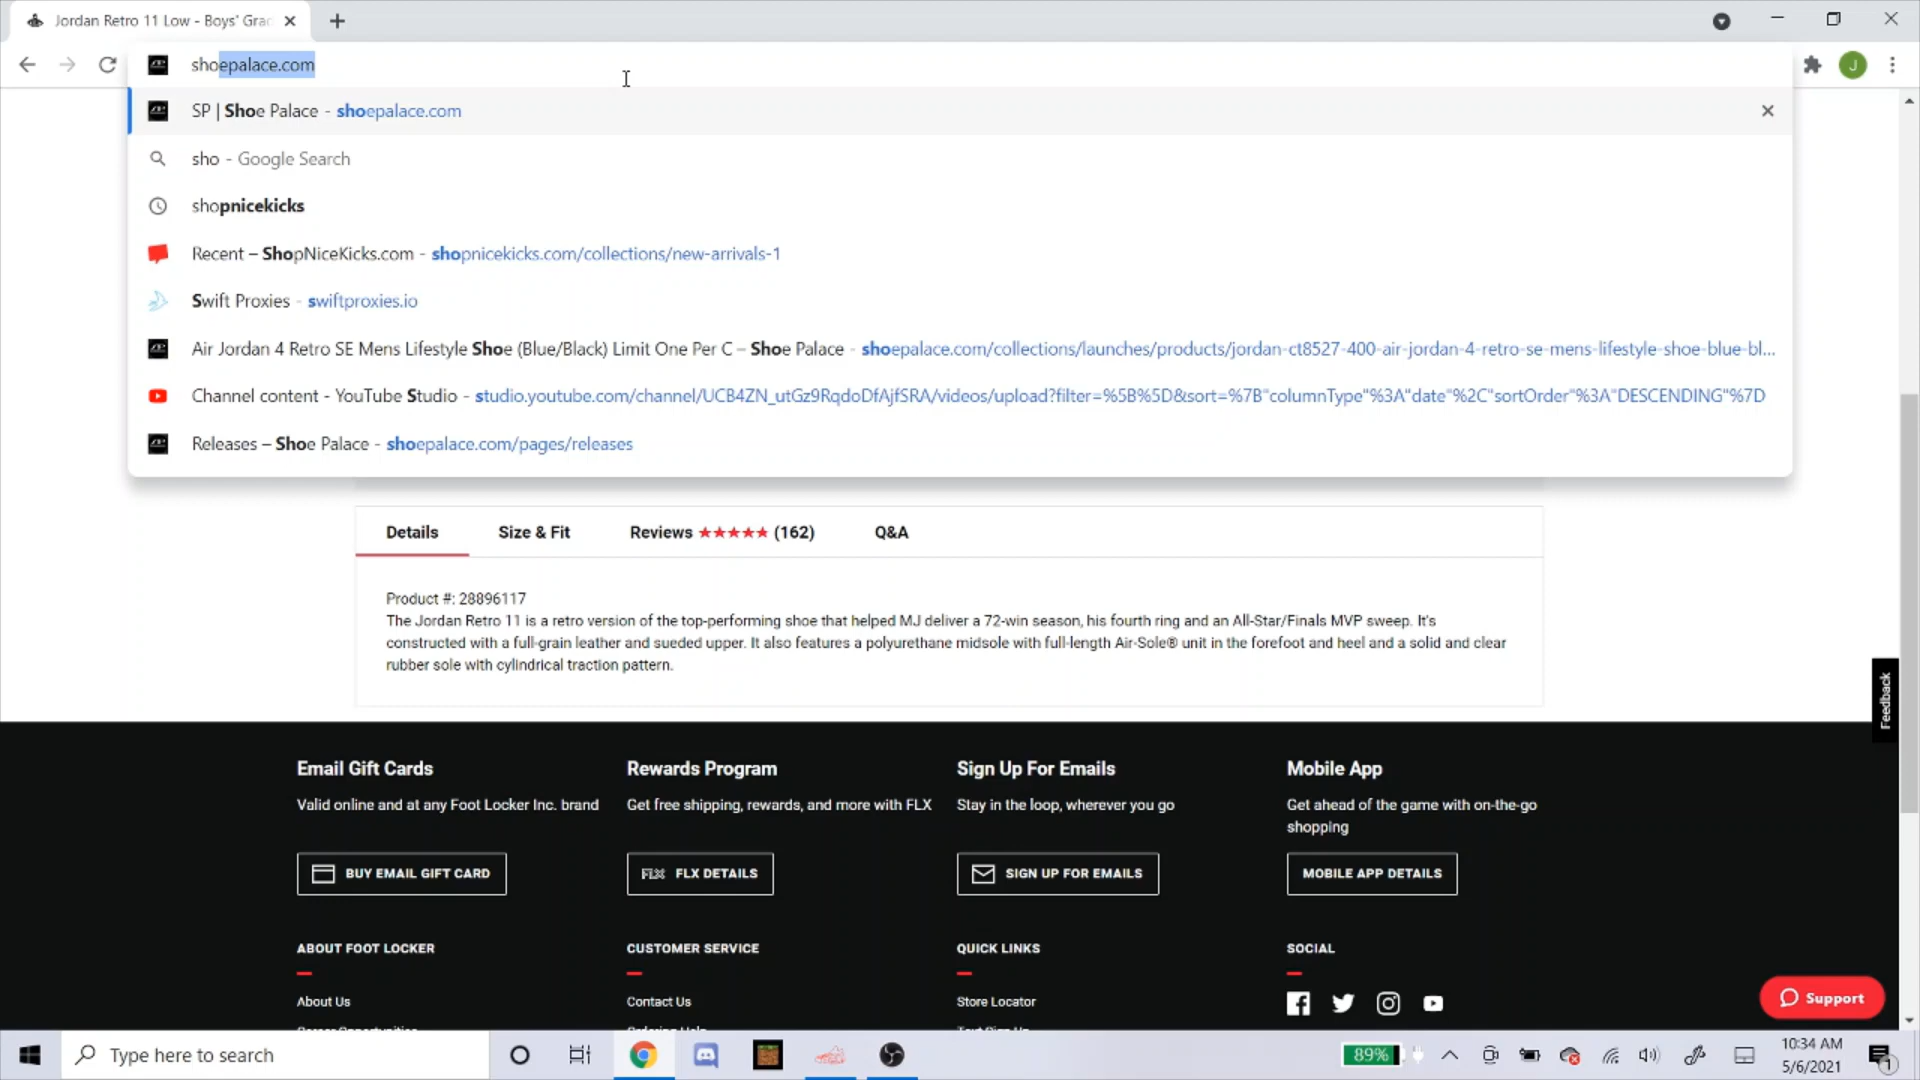 Jordan Retro 11 Low - Boys' Grad
shoepalace.com
J
SP | Shoe Palace - shoepalace.com
sho - Google Search
shopnicekicks
Recent – ShopNiceKicks.com - shopnicekicks.com/collections/new-arrivals-1
Swift Proxies - swiftproxies.io
Air Jordan 4 Retro SE Mens Lifestyle Shoe (Blue/Black) Limit One Per C – Shoe Palace - shoepalace.com/collections/launches/products/jordan-ct8527-400-air-jordan-4-retro-se-mens-lifestyle-shoe-blue-bl...
Channel content - YouTube Studio - studio.youtube.com/channel/UCB4ZN_utGz9RqdoDfAjfSRA/videos/upload?filter=%5B%5D&sort=%7B"columnType"%3A"date"%2C"sortOrder"%3A"DESCENDING"%7D
Releases – Shoe Palace - shoepalace.com/pages/releases
Details Size & Fit Reviews ★★★★★ (162) Q&A
Product #: 28896117
The Jordan Retro 11 is a retro version of the top-performing shoe that helped MJ deliver a 72-win season, his fourth ring and an All-Star/Finals MVP sweep. It's
constructed with a full-grain leather and sueded upper. It also features a polyurethane midsole with full-length Air-Sole® unit in the forefoot and heel and a solid and clear
rubber sole with cylindrical traction pattern.
Feedback
Email Gift Cards Rewards Program Sign Up For Emails Mobile App
Valid online and at any Foot Locker Inc. brand Get free shipping, rewards, and more with FLX Stay in the loop, wherever you go Get ahead of the game with on-the-go
shopping
BUY EMAIL GIFT CARD FLX FLX DETAILS SIGN UP FOR EMAILS MOBILE APP DETAILS
ABOUT FOOT LOCKER CUSTOMER SERVICE QUICK LINKS SOCIAL
About Us Contact Us Store Locator
Support
Type here to search
89%
10:34 AM
5/6/2021
1